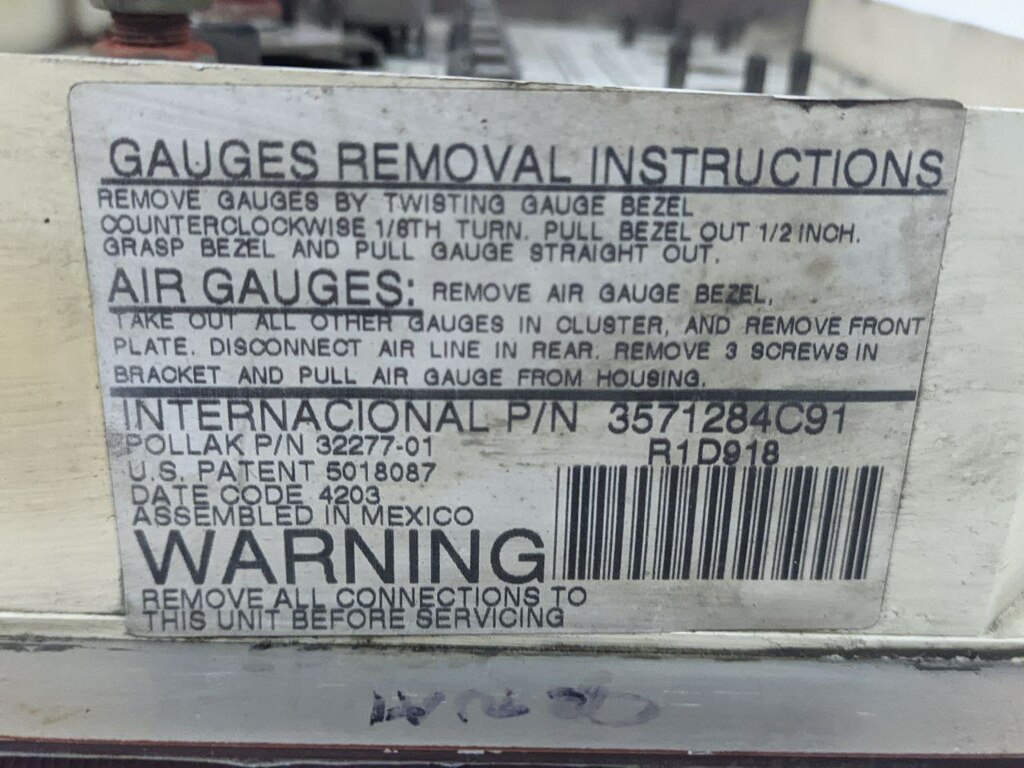 GAUGES REMOVAL INSTRUCTIONS
REMOVE GAUGES BY TWISTING GAUGE BEZEL
COUNTERCLOCKWISE 1/8TH TURN. PULL BEZEL OUT 1/2 INCH.
GRASP BEZEL AND PULL GAUGE STRAIGHT OUT.
AIR GAUGES: REMOVE AIR GAUGE BEZEL,
TAKE OUT ALL OTHER GAUGES IN CLUSTER, AND REMOVE FRONT
PLATE. DISCONNECT AIR LINE IN REAR. REMOVE 3 SCREWS IN
BRACKET AND PULL AIR GAUGE FROM HOUSING.
INTERNACIONAL P/N 3571284C91
POLLAK P/N 32277-01 R1D918
U.S. PATENT 5018087
DATE CODE 4203
ASSEMBLED IN MEXICO
WARNING
REMOVE ALL CONNECTIONS TO
THIS UNIT BEFORE SERVICING